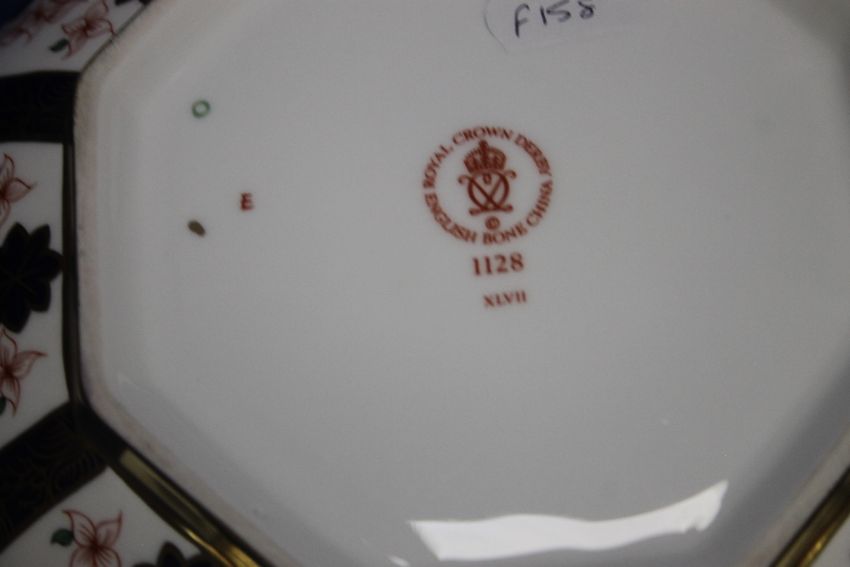 F158
ROYAL CROWN DERBY
ENGLISH BONE CHINA
©
1128
XLVII
E